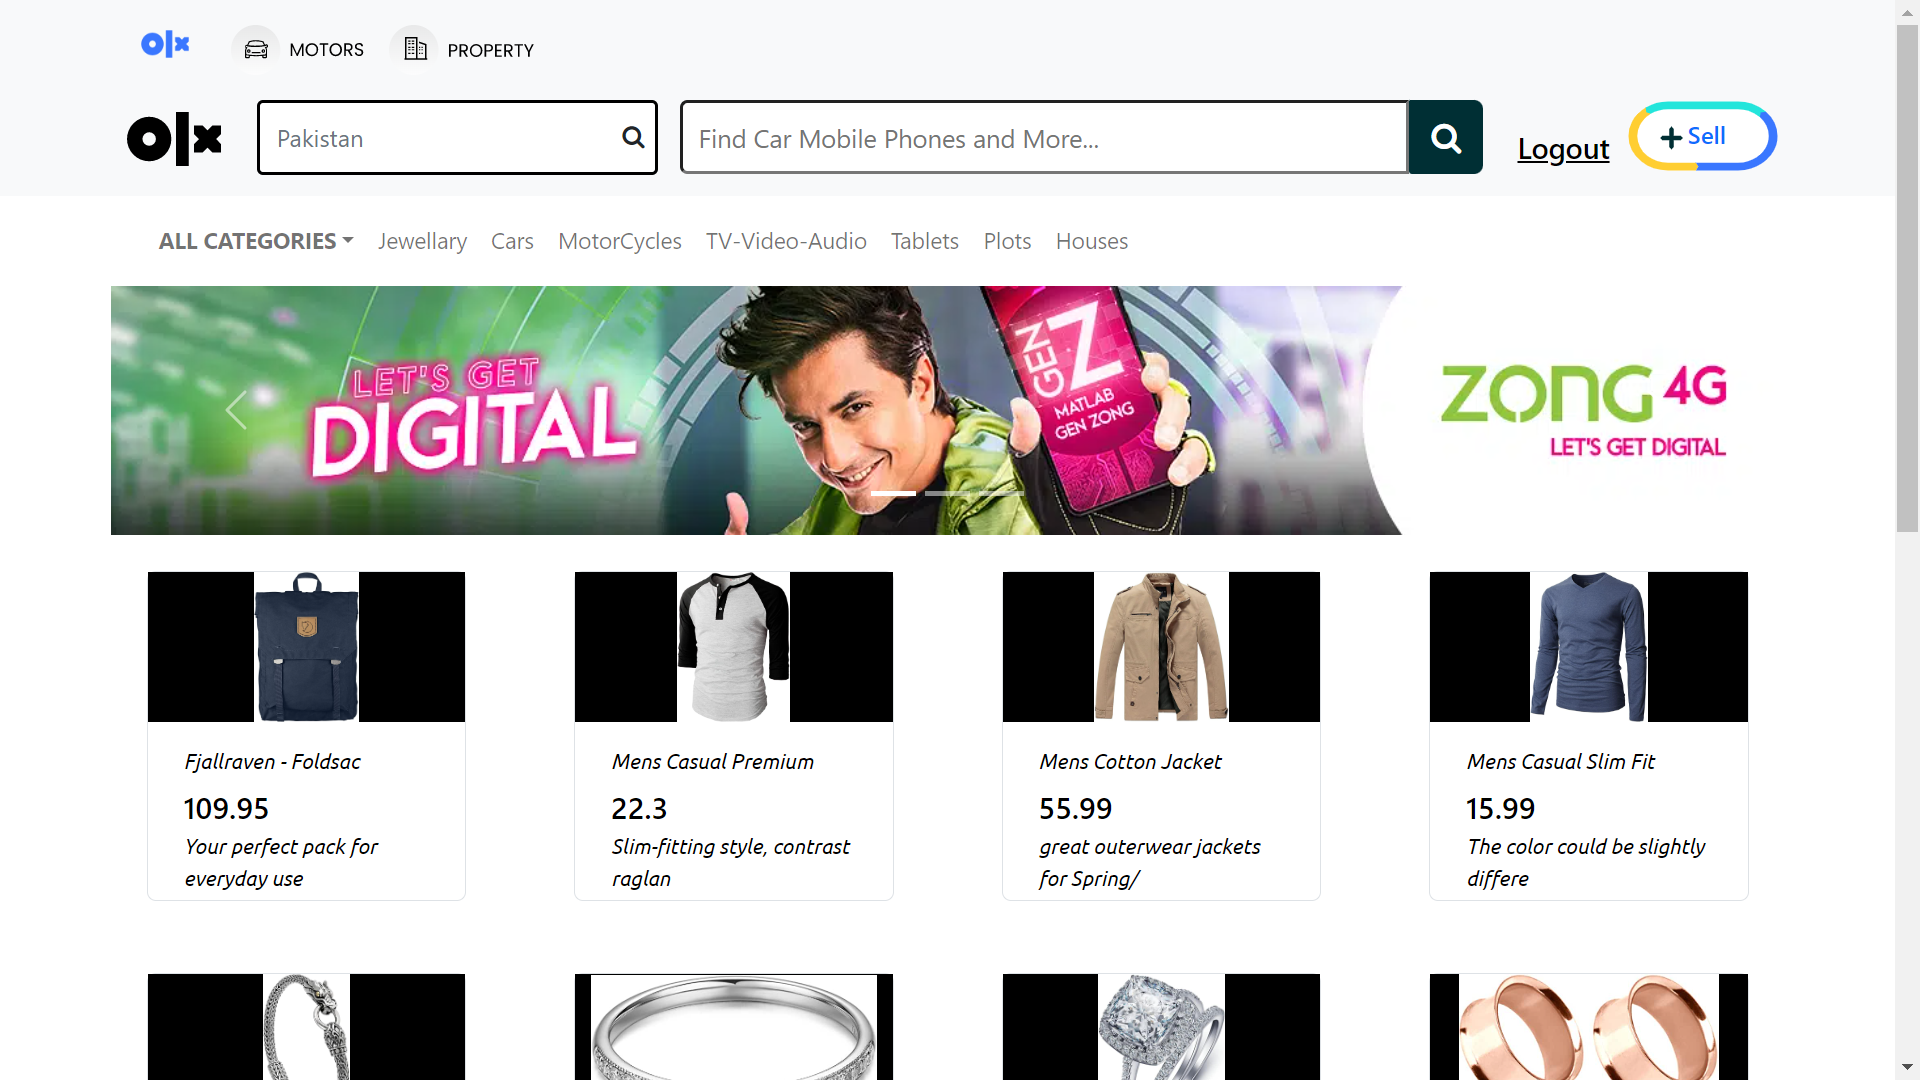 olx
MOTORS
PROPERTY
olx
Pakistan
Find Car Mobile Phones and More...
Logout
Sell
ALL CATEGORIES
Jewellary
Cars
MotorCycles
TV-Video-Audio
Tablets
Plots
Houses
LET'S GET
DIGITAL
GEN Z
MATLAB
GEN ZONG
ZONG 4G
LET'S GET DIGITAL
Fjallraven - Foldsac
109.95
Your perfect pack for
everyday use
Mens Casual Premium
22.3
Slim-fitting style, contrast
raglan
Mens Cotton Jacket
55.99
great outerwear jackets
for Spring/
Mens Casual Slim Fit
15.99
The color could be slightly
differe